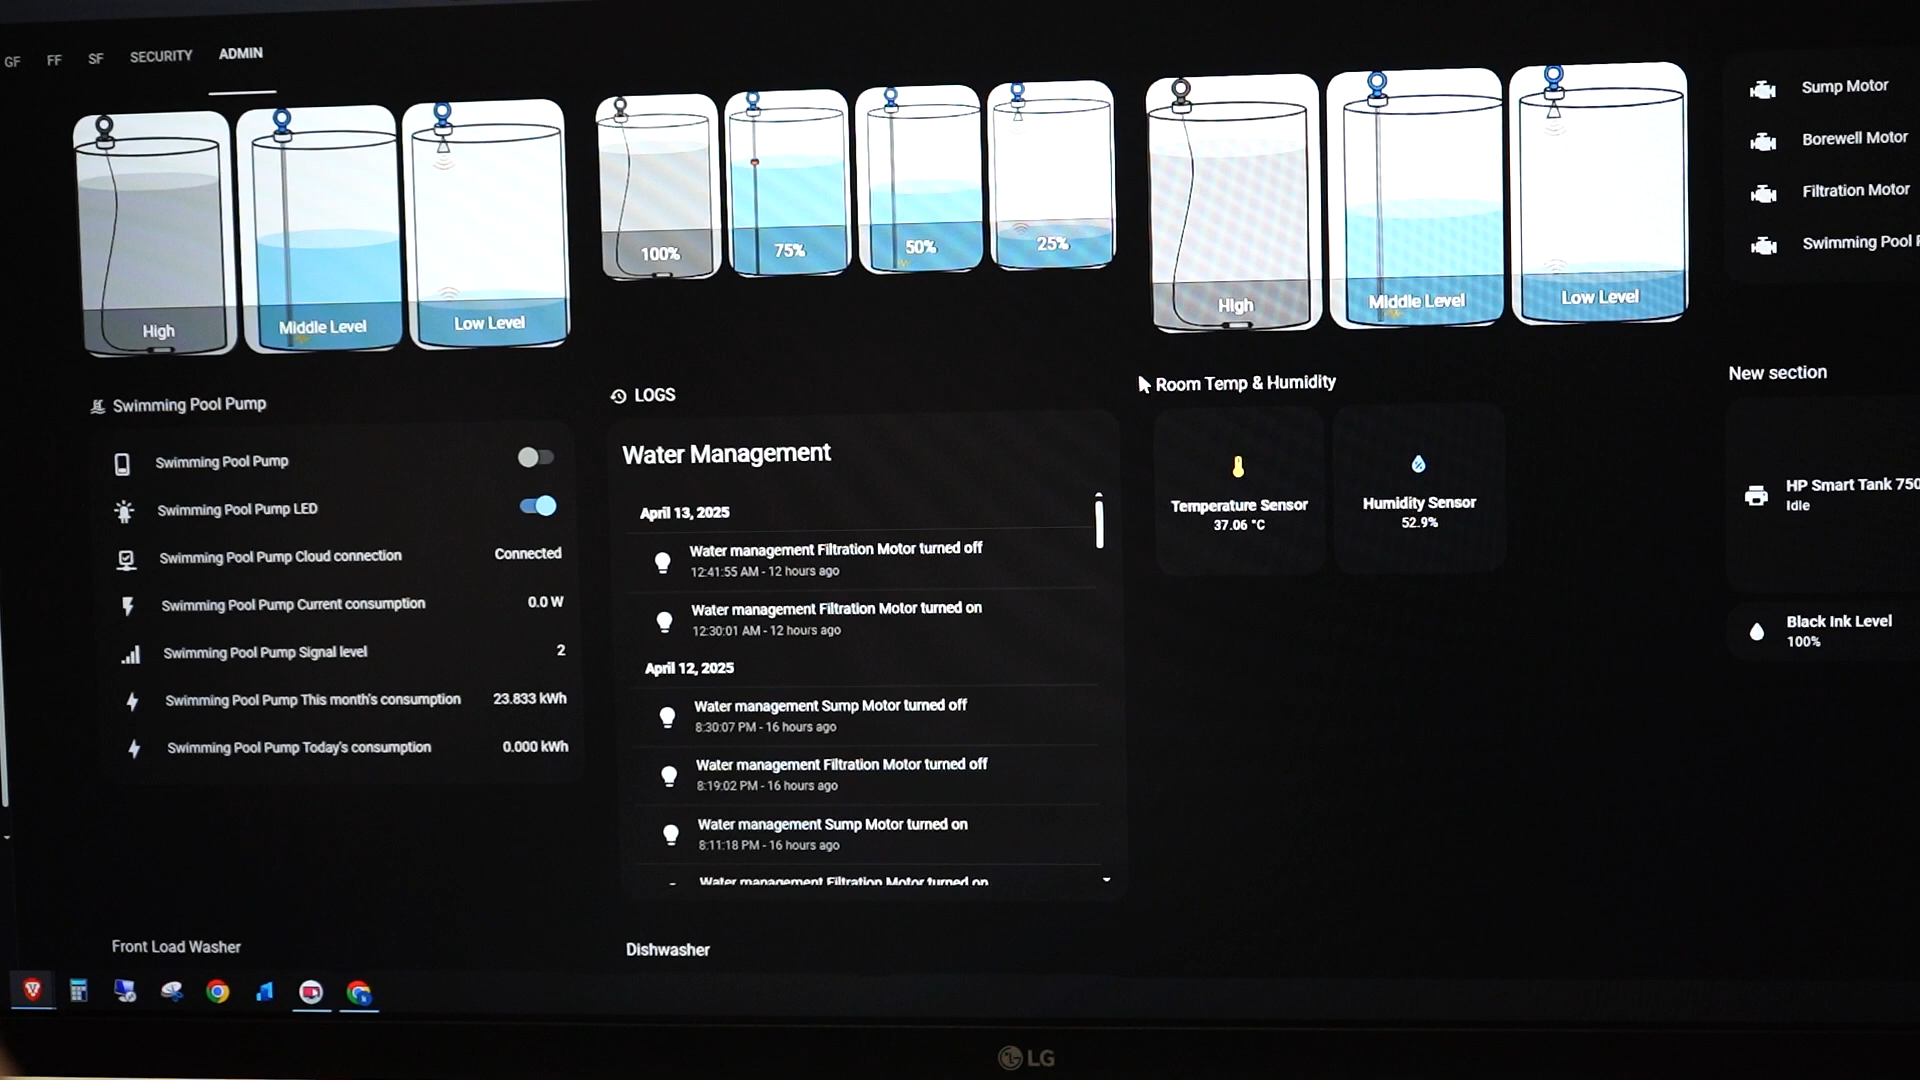 GF FF SF SECURITY ADMIN
High
Middle Level
Low Level
100%
75%
50%
25%
High
Middle Level
Low Level
Sump Motor
Borewell Motor
Filtration Motor
Swimming Pool
Swimming Pool Pump
Swimming Pool Pump
Swimming Pool Pump LED
Swimming Pool Pump Cloud connection Connected
Swimming Pool Pump Current consumption 0.0 W
Swimming Pool Pump Signal level 2
Swimming Pool Pump This month's consumption 23.833 kWh
Swimming Pool Pump Today's consumption 0.000 kWh
LOGS
Water Management
April 13, 2025
Water management Filtration Motor turned off
12:41:55 AM - 12 hours ago
Water management Filtration Motor turned on
12:30:01 AM - 12 hours ago
April 12, 2025
Water management Sump Motor turned off
8:30:07 PM - 16 hours ago
Water management Filtration Motor turned off
8:19:02 PM - 16 hours ago
Water management Sump Motor turned on
8:11:18 PM - 16 hours ago
Water management Filtration Motor turned on
Room Temp & Humidity
Temperature Sensor
37.06 °C
Humidity Sensor
52.9%
New section
HP Smart Tank 750
Idle
Black Ink Level
100%
Front Load Washer
Dishwasher
LG